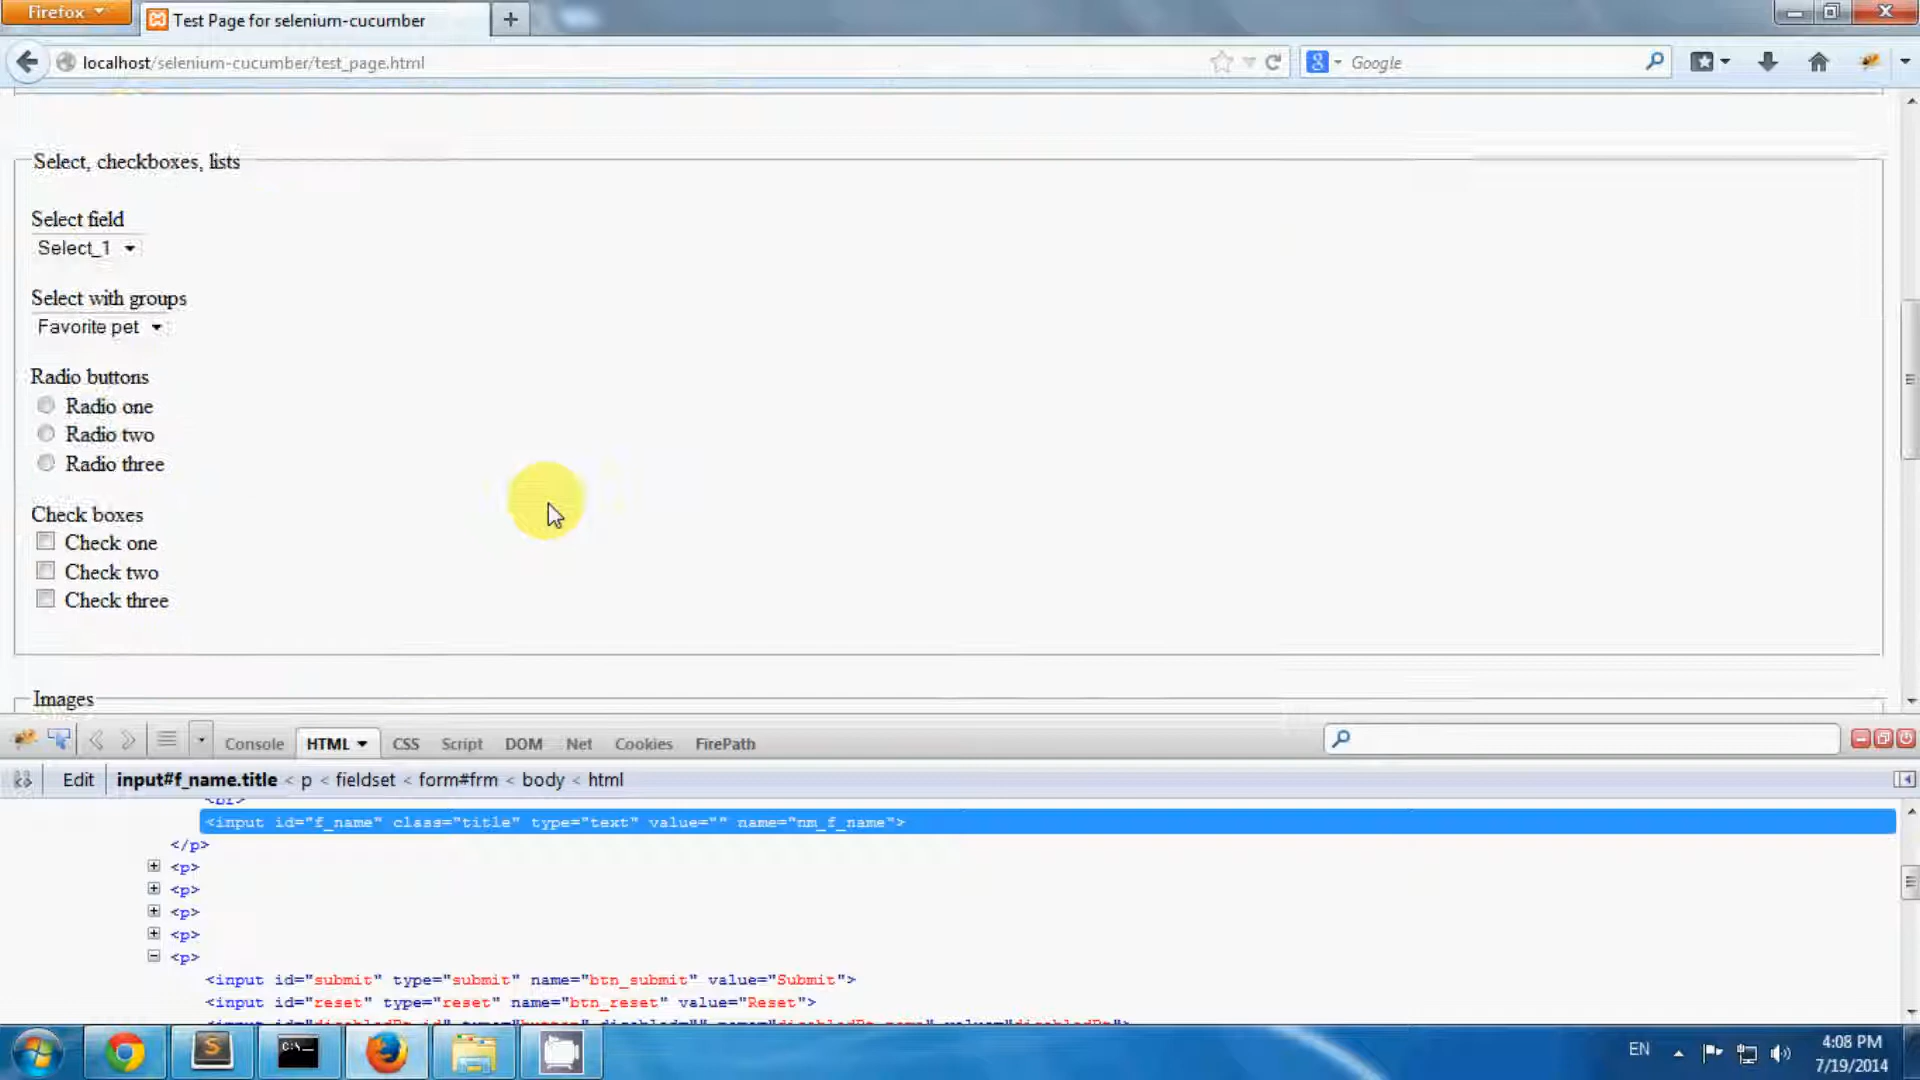 Firefox
Test Page for selenium-cucumber
localhost/selenium-cucumber/test_page.html
Google
Select, checkboxes, lists
Select field
Select_1
Select with groups
Favorite pet
Radio buttons
Radio one
Radio two
Radio three
Check boxes
Check one
Check two
Check three
Images
Console HTML CSS Script DOM Net Cookies FirePath
Edit input#f_name.title < p < fieldset < form#frm < body < html
<input id="f_name" class="title" type="text" value="" name="nm_f_name">
</p>
<p>
<p>
<p>
<p>
<p>
<input id="submit" type="submit" name="btn_submit" value="Submit">
<input id="reset" type="reset" name="btn_reset" value="Reset">
EN
4:08 PM
7/19/2014